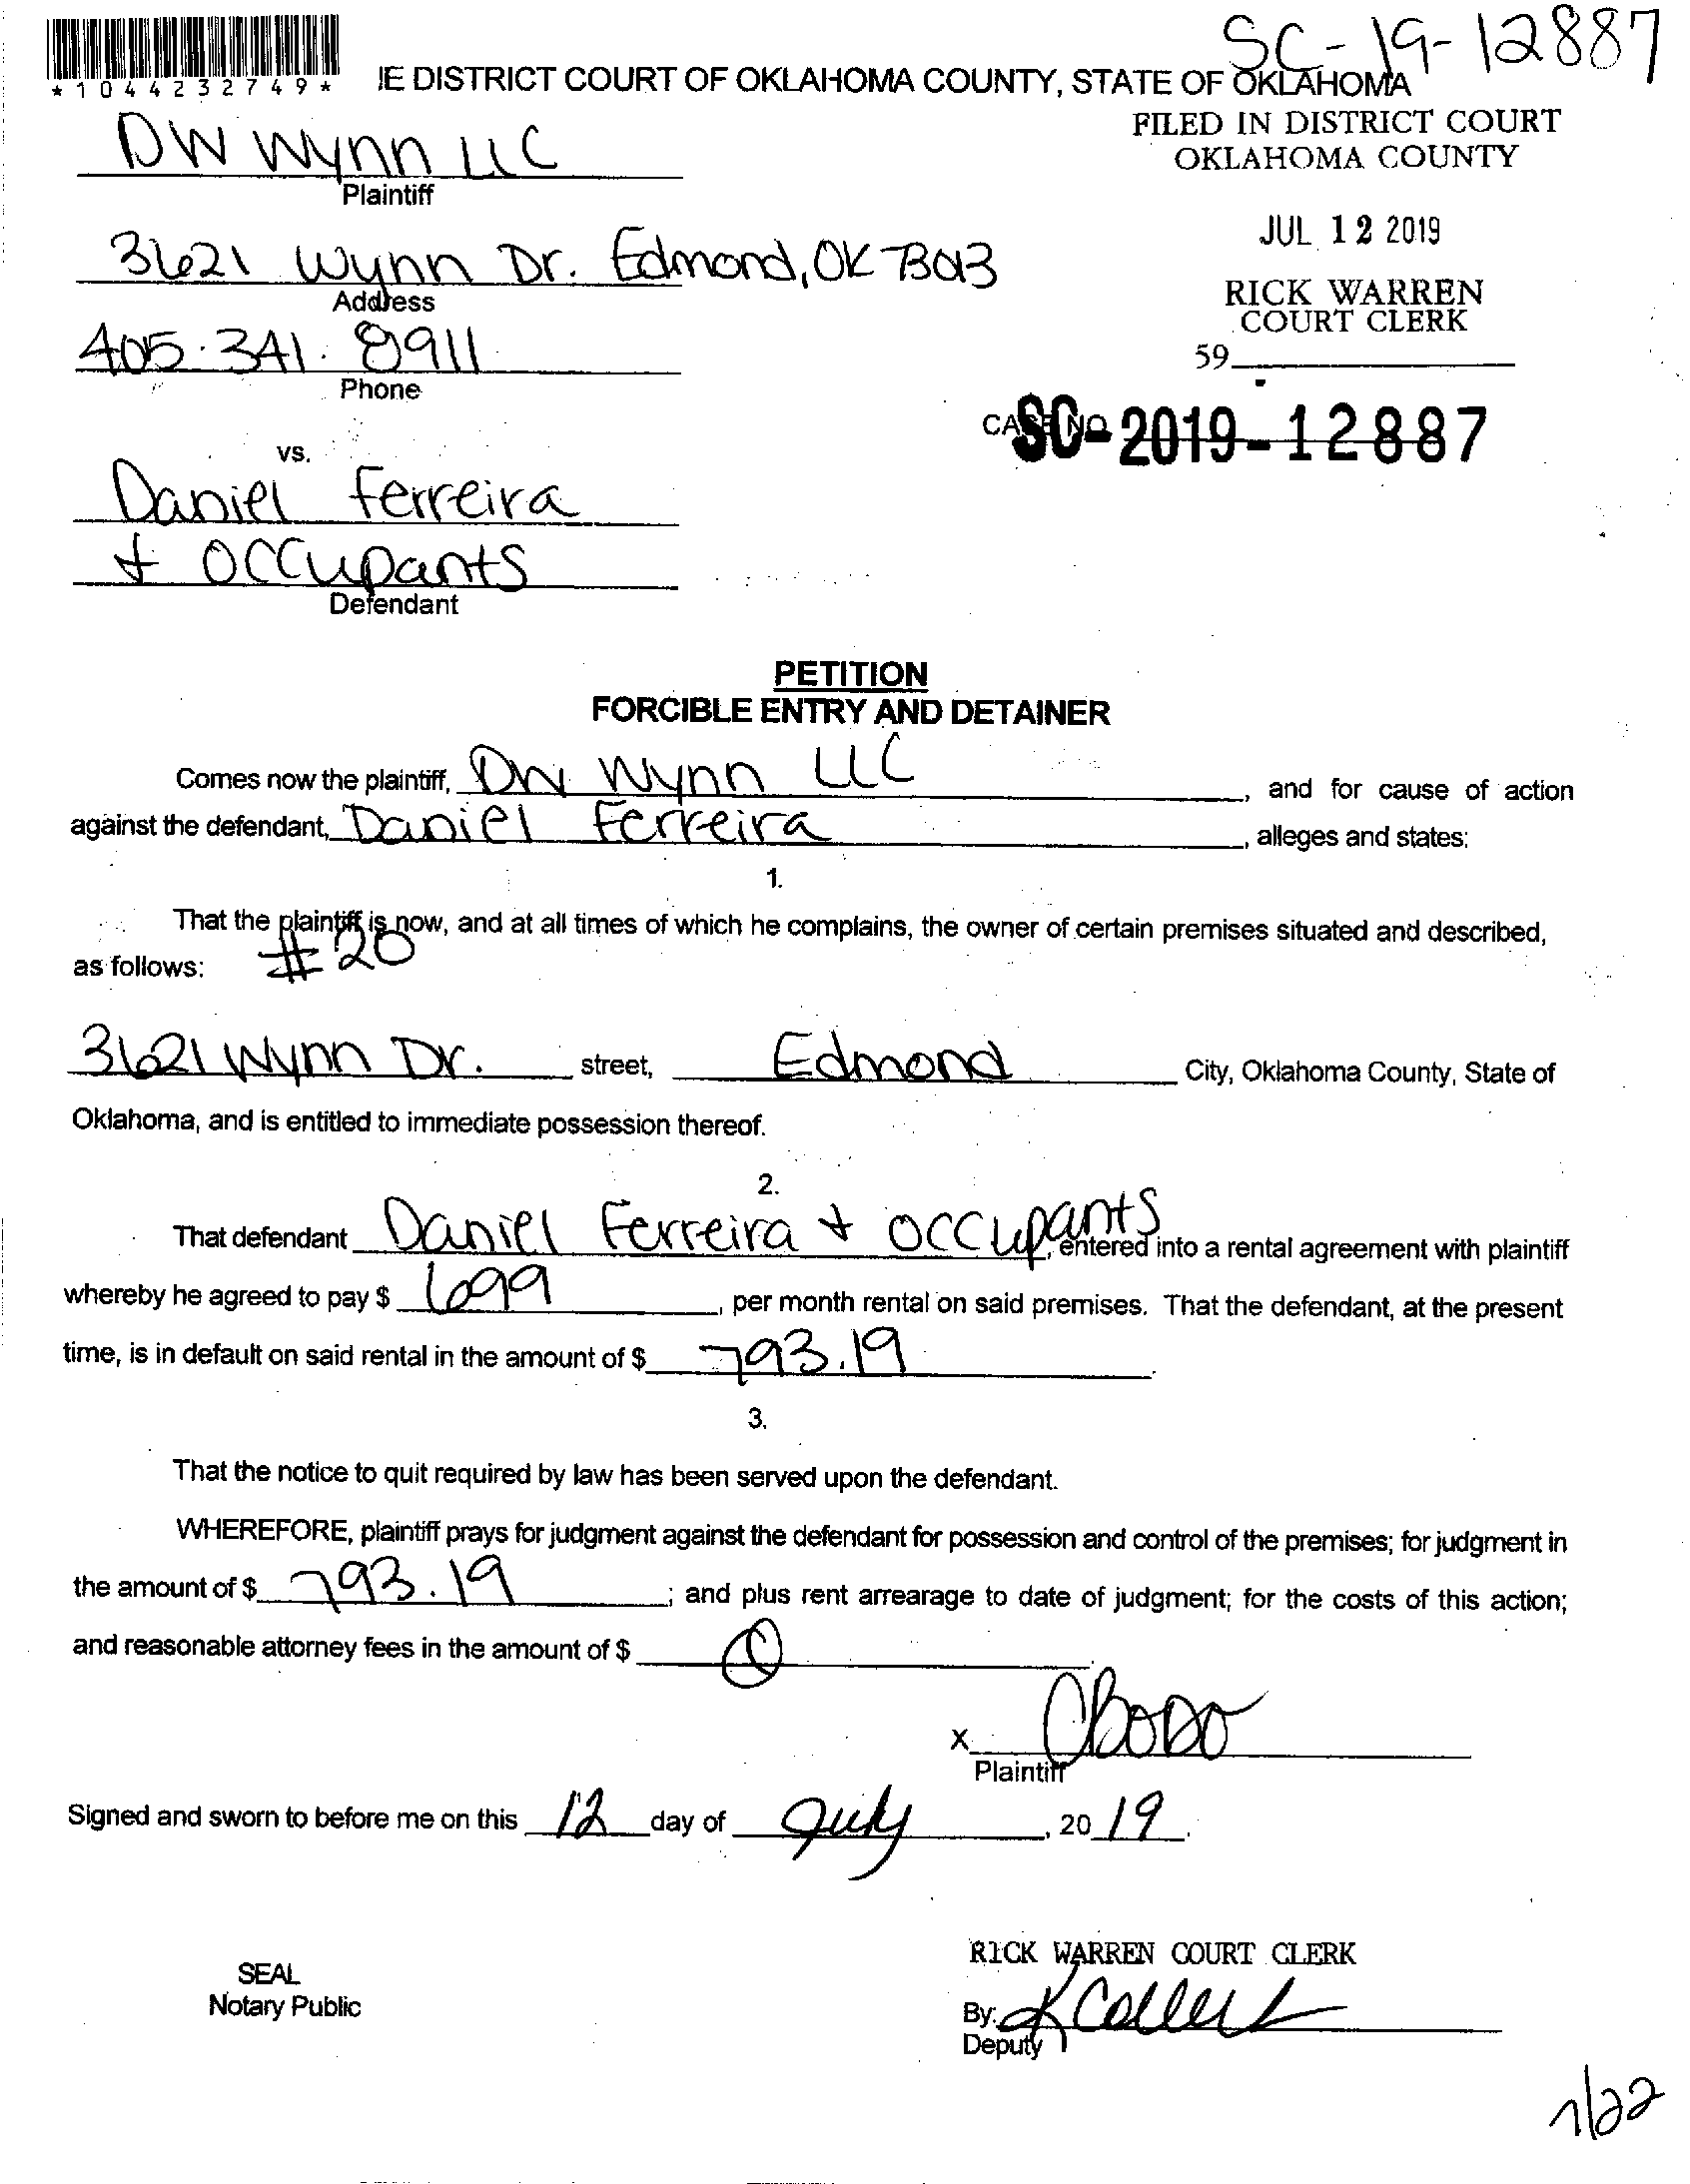 SC-19-12887
*1044232749*
IE DISTRICT COURT OF OKLAHOMA COUNTY, STATE OF OKLAHOMA
FILED IN DISTRICT COURT
OKLAHOMA COUNTY
DW Wynn LLC
Plaintiff
JUL 12 2019
3621 Wynn Dr. Edmond, OK 73013
Address
RICK WARREN
COURT CLERK
405.341.8911
Phone
59
CASE NO
SC-2019-12887
vs.
Daniel Ferreira
+ Occupants
Defendant
PETITION
FORCIBLE ENTRY AND DETAINER
Comes now the plaintiff, DW Wynn LLC, and for cause of action
against the defendant, Daniel Ferreira, alleges and states:
1.
That the plaintiff is now, and at all times of which he complains, the owner of certain premises situated and described,
as follows: #20
3621 Wynn Dr. street, Edmond City, Oklahoma County, State of
Oklahoma, and is entitled to immediate possession thereof.
2.
That defendant Daniel Ferreira + Occupants, entered into a rental agreement with plaintiff
whereby he agreed to pay $ 699, per month rental on said premises. That the defendant, at the present
time, is in default on said rental in the amount of $ 793.19.
3.
That the notice to quit required by law has been served upon the defendant.
WHEREFORE, plaintiff prays for judgment against the defendant for possession and control of the premises; for judgment in
the amount of $ 793.19; and plus rent arrearage to date of judgment; for the costs of this action;
and reasonable attorney fees in the amount of $
X
Plaintiff
Signed and sworn to before me on this 12 day of July, 2019.
RICK WARREN COURT CLERK
SEAL
Notary Public
By:
Deputy
7/22